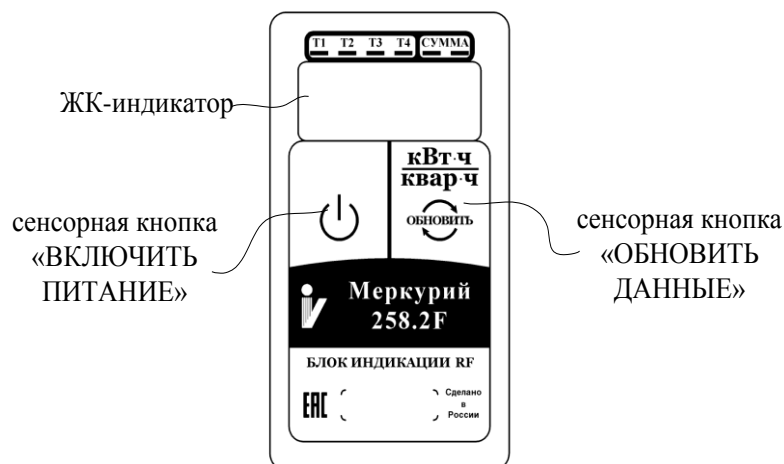 Т1 Т2 Т3 Т4 СУММА
ЖК-индикатор
кВт·ч
квар·ч
ОБНОВИТЬ
сенсорная кнопка
«ВКЛЮЧИТЬ
ПИТАНИЕ»
сенсорная кнопка
«ОБНОВИТЬ
ДАННЫЕ»
Меркурий
258.2F
БЛОК ИНДИКАЦИИ RF
ЕАС
Сделано
в
России